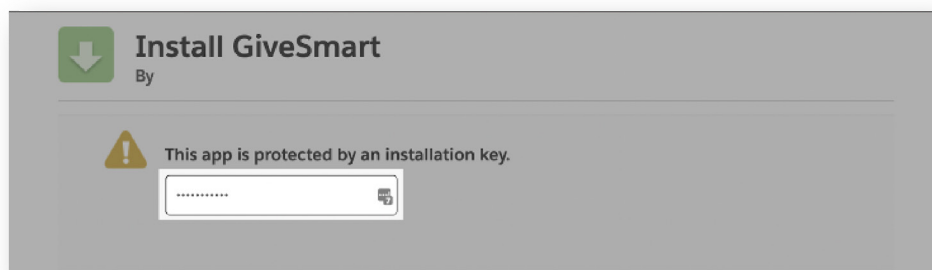 Install GiveSmart
By
This app is protected by an installation key.